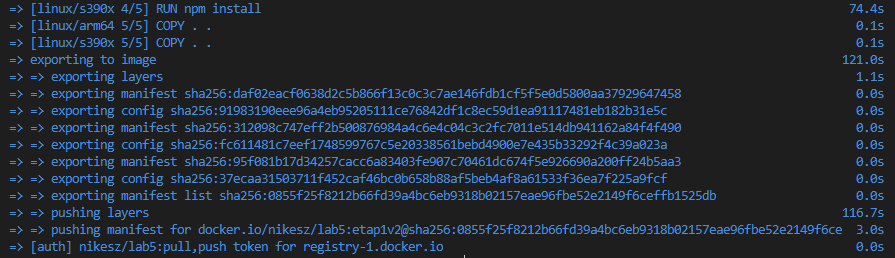 => [linux/s390x 4/5] RUN npm install 74.4s
=> [linux/arm64 5/5] COPY . . 0.1s
=> [linux/s390x 5/5] COPY . . 0.1s
=> exporting to image 121.0s
=> => exporting layers 1.1s
=> => exporting manifest sha256:daf02eacf0638d2c5b866f13c0c3c7ae146fdb1cf5f5e0d5800aa37929647458 0.0s
=> => exporting config sha256:91983190eee96a4eb95205111ce76842df1c8ec59d1ea91117481eb182b31e5c 0.0s
=> => exporting manifest sha256:312098c747eff2b500876984a4c6e4c04c3c2fc7011e514db941162a84f4f490 0.0s
=> => exporting config sha256:fc611481c7eef1748599767c5e20338561bebd4900e7e435b33292f4c39a023a 0.0s
=> => exporting manifest sha256:95f081b17d34257cacc6a83403fe907c70461dc674f5e926690a200ff24b5aa3 0.0s
=> => exporting config sha256:37ecaa31503711f452caf46bc0b658b88af5beb4af8a61533f36ea7f225a9fcf 0.0s
=> => exporting manifest list sha256:0855f25f8212b66fd39a4bc6eb9318b02157eae96fbe52e2149f6ceffb1525db 0.0s
=> => pushing layers 116.7s
=> => pushing manifest for docker.io/nikesz/lab5:etap1v2@sha256:0855f25f8212b66fd39a4bc6eb9318b02157eae96fbe52e2149f6ce 3.0s
=> [auth] nikesz/lab5:pull,push token for registry-1.docker.io 0.0s